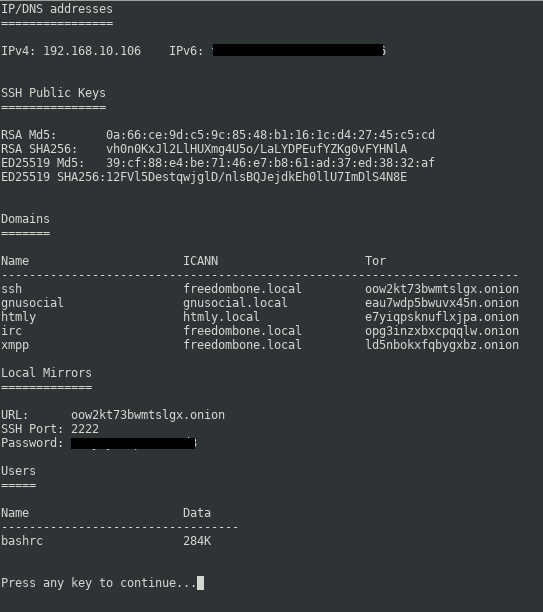 IP/DNS addresses
================
IPv4: 192.168.10.106    IPv6:
SSH Public Keys
===============
RSA Md5:       0a:66:ce:9d:c5:9c:85:48:b1:16:1c:d4:27:45:c5:cd
RSA SHA256:    vh0n0KxJl2LlHUXmg4U5o/LaLYDPEufYZKg0vFYHNlA
ED25519 Md5:   39:cf:88:e4:be:71:46:e7:b8:61:ad:37:ed:38:32:af
ED25519 SHA256:12FVl5DestqwjglD/nlsBQJejdkEh0llU7ImDlS4N8E
Domains
=======
Name                      ICANN                     Tor
--------------------------------------------------------------------------
ssh                       freedombone.local         oow2kt73bwmtslgx.onion
gnusocial                 gnusocial.local           eau7wdp5bwuvx45n.onion
htmly                     htmly.local               e7yiqpsknuflxjpa.onion
irc                       freedombone.local         opg3inzxbxcpqqlw.onion
xmpp                      freedombone.local         ld5nbokxfqbygxbz.onion
Local Mirrors
=============
URL:      oow2kt73bwmtslgx.onion
SSH Port: 2222
Password:
Users
=====
Name                      Data
----------------------------------
bashrc                    284K
Press any key to continue...